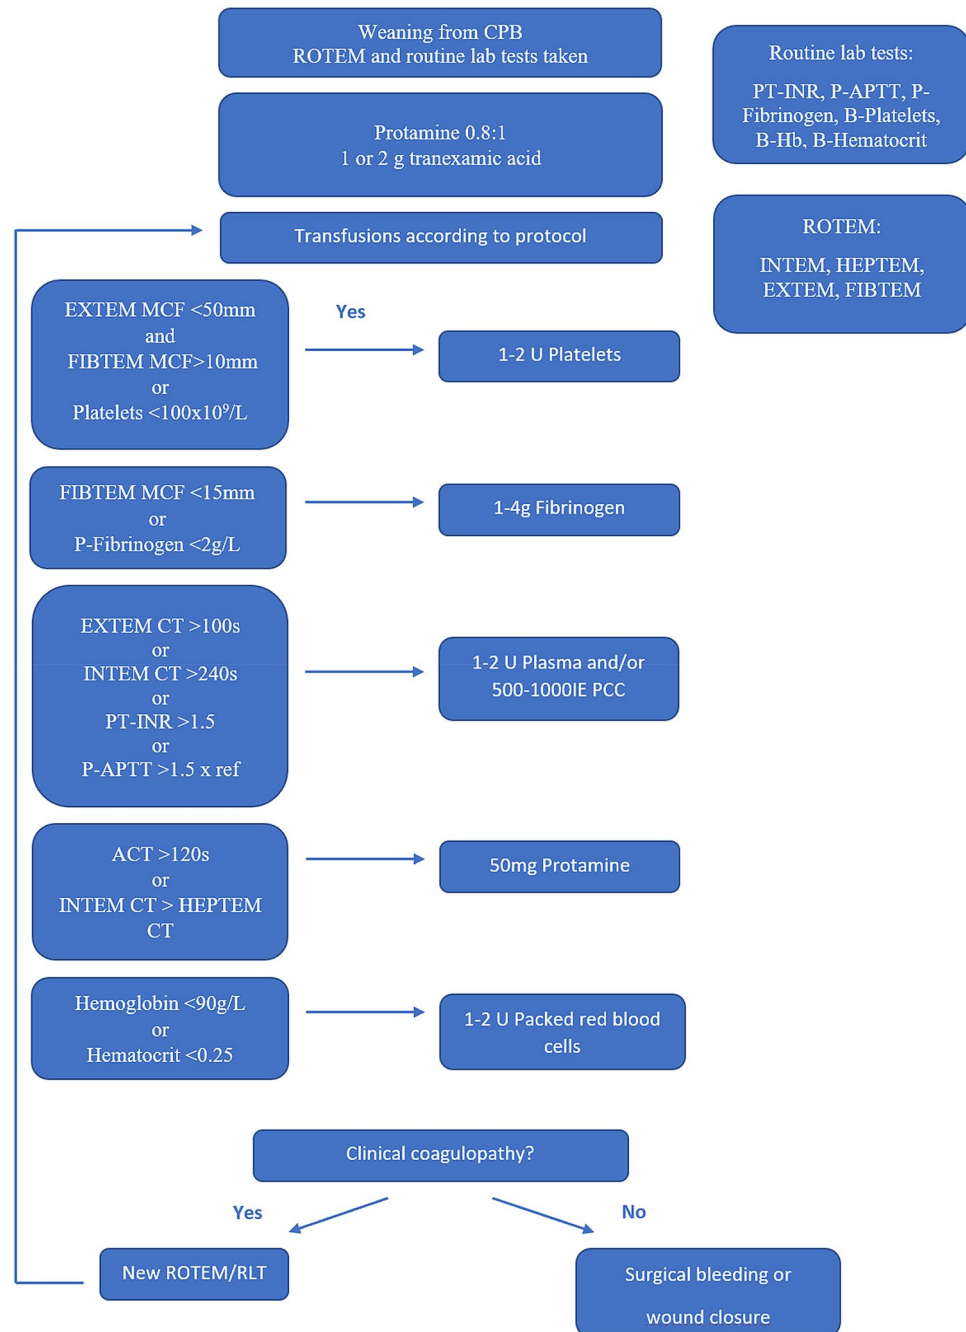 Weaning from CPB
ROTEM and routine lab tests taken
Routine lab tests:
PT-INR, P-APTT, P-
Fibrinogen, B-Platelets,
B-Hb, B-Hematocrit
Protamine 0.8:1
1 or 2 g tranexamic acid
Transfusions according to protocol
ROTEM:
INTEM, HEPTEM,
EXTEM, FIBTEM
EXTEM MCF <50mm
and
FIBTEM MCF>10mm
or
Platelets <100x10⁹/L
Yes
1-2 U Platelets
FIBTEM MCF <15mm
or
P-Fibrinogen <2g/L
1-4g Fibrinogen
EXTEM CT >100s
or
INTEM CT >240s
or
PT-INR >1.5
or
P-APTT >1.5 x ref
1-2 U Plasma and/or
500-1000IE PCC
ACT >120s
or
INTEM CT > HEPTEM
CT
50mg Protamine
Hemoglobin <90g/L
or
Hematocrit <0.25
1-2 U Packed red blood
cells
Clinical coagulopathy?
Yes
No
New ROTEM/RLT
Surgical bleeding or
wound closure